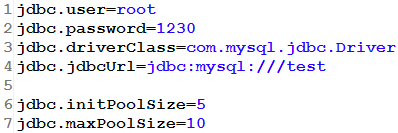 1 jdbc.user=root
2 jdbc.password=1230
3 jdbc.driverClass=com.mysql.jdbc.Driver
4 jdbc.jdbcUrl=jdbc:mysql:///test
5
6 jdbc.initPoolSize=5
7 jdbc.maxPoolSize=10